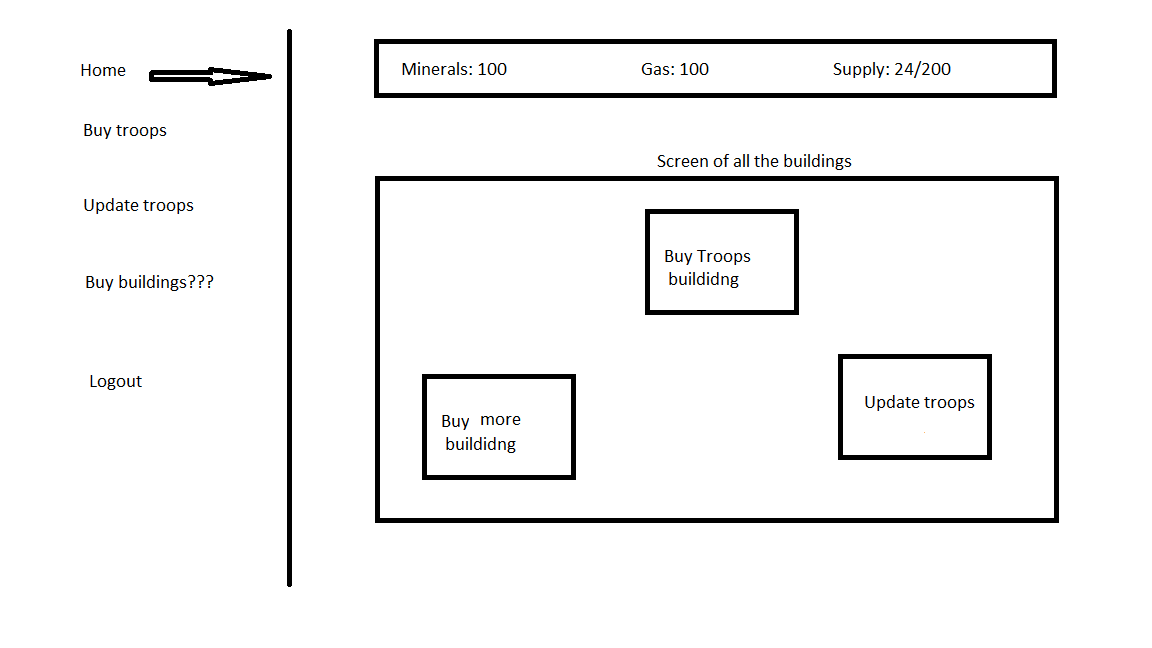 Home
Buy troops
Update troops
Buy buildings???
Logout
Minerals: 100 Gas: 100 Supply: 24/200
Screen of all the buildings
Buy Troops
buildidng
Buy more
buildidng
Update troops